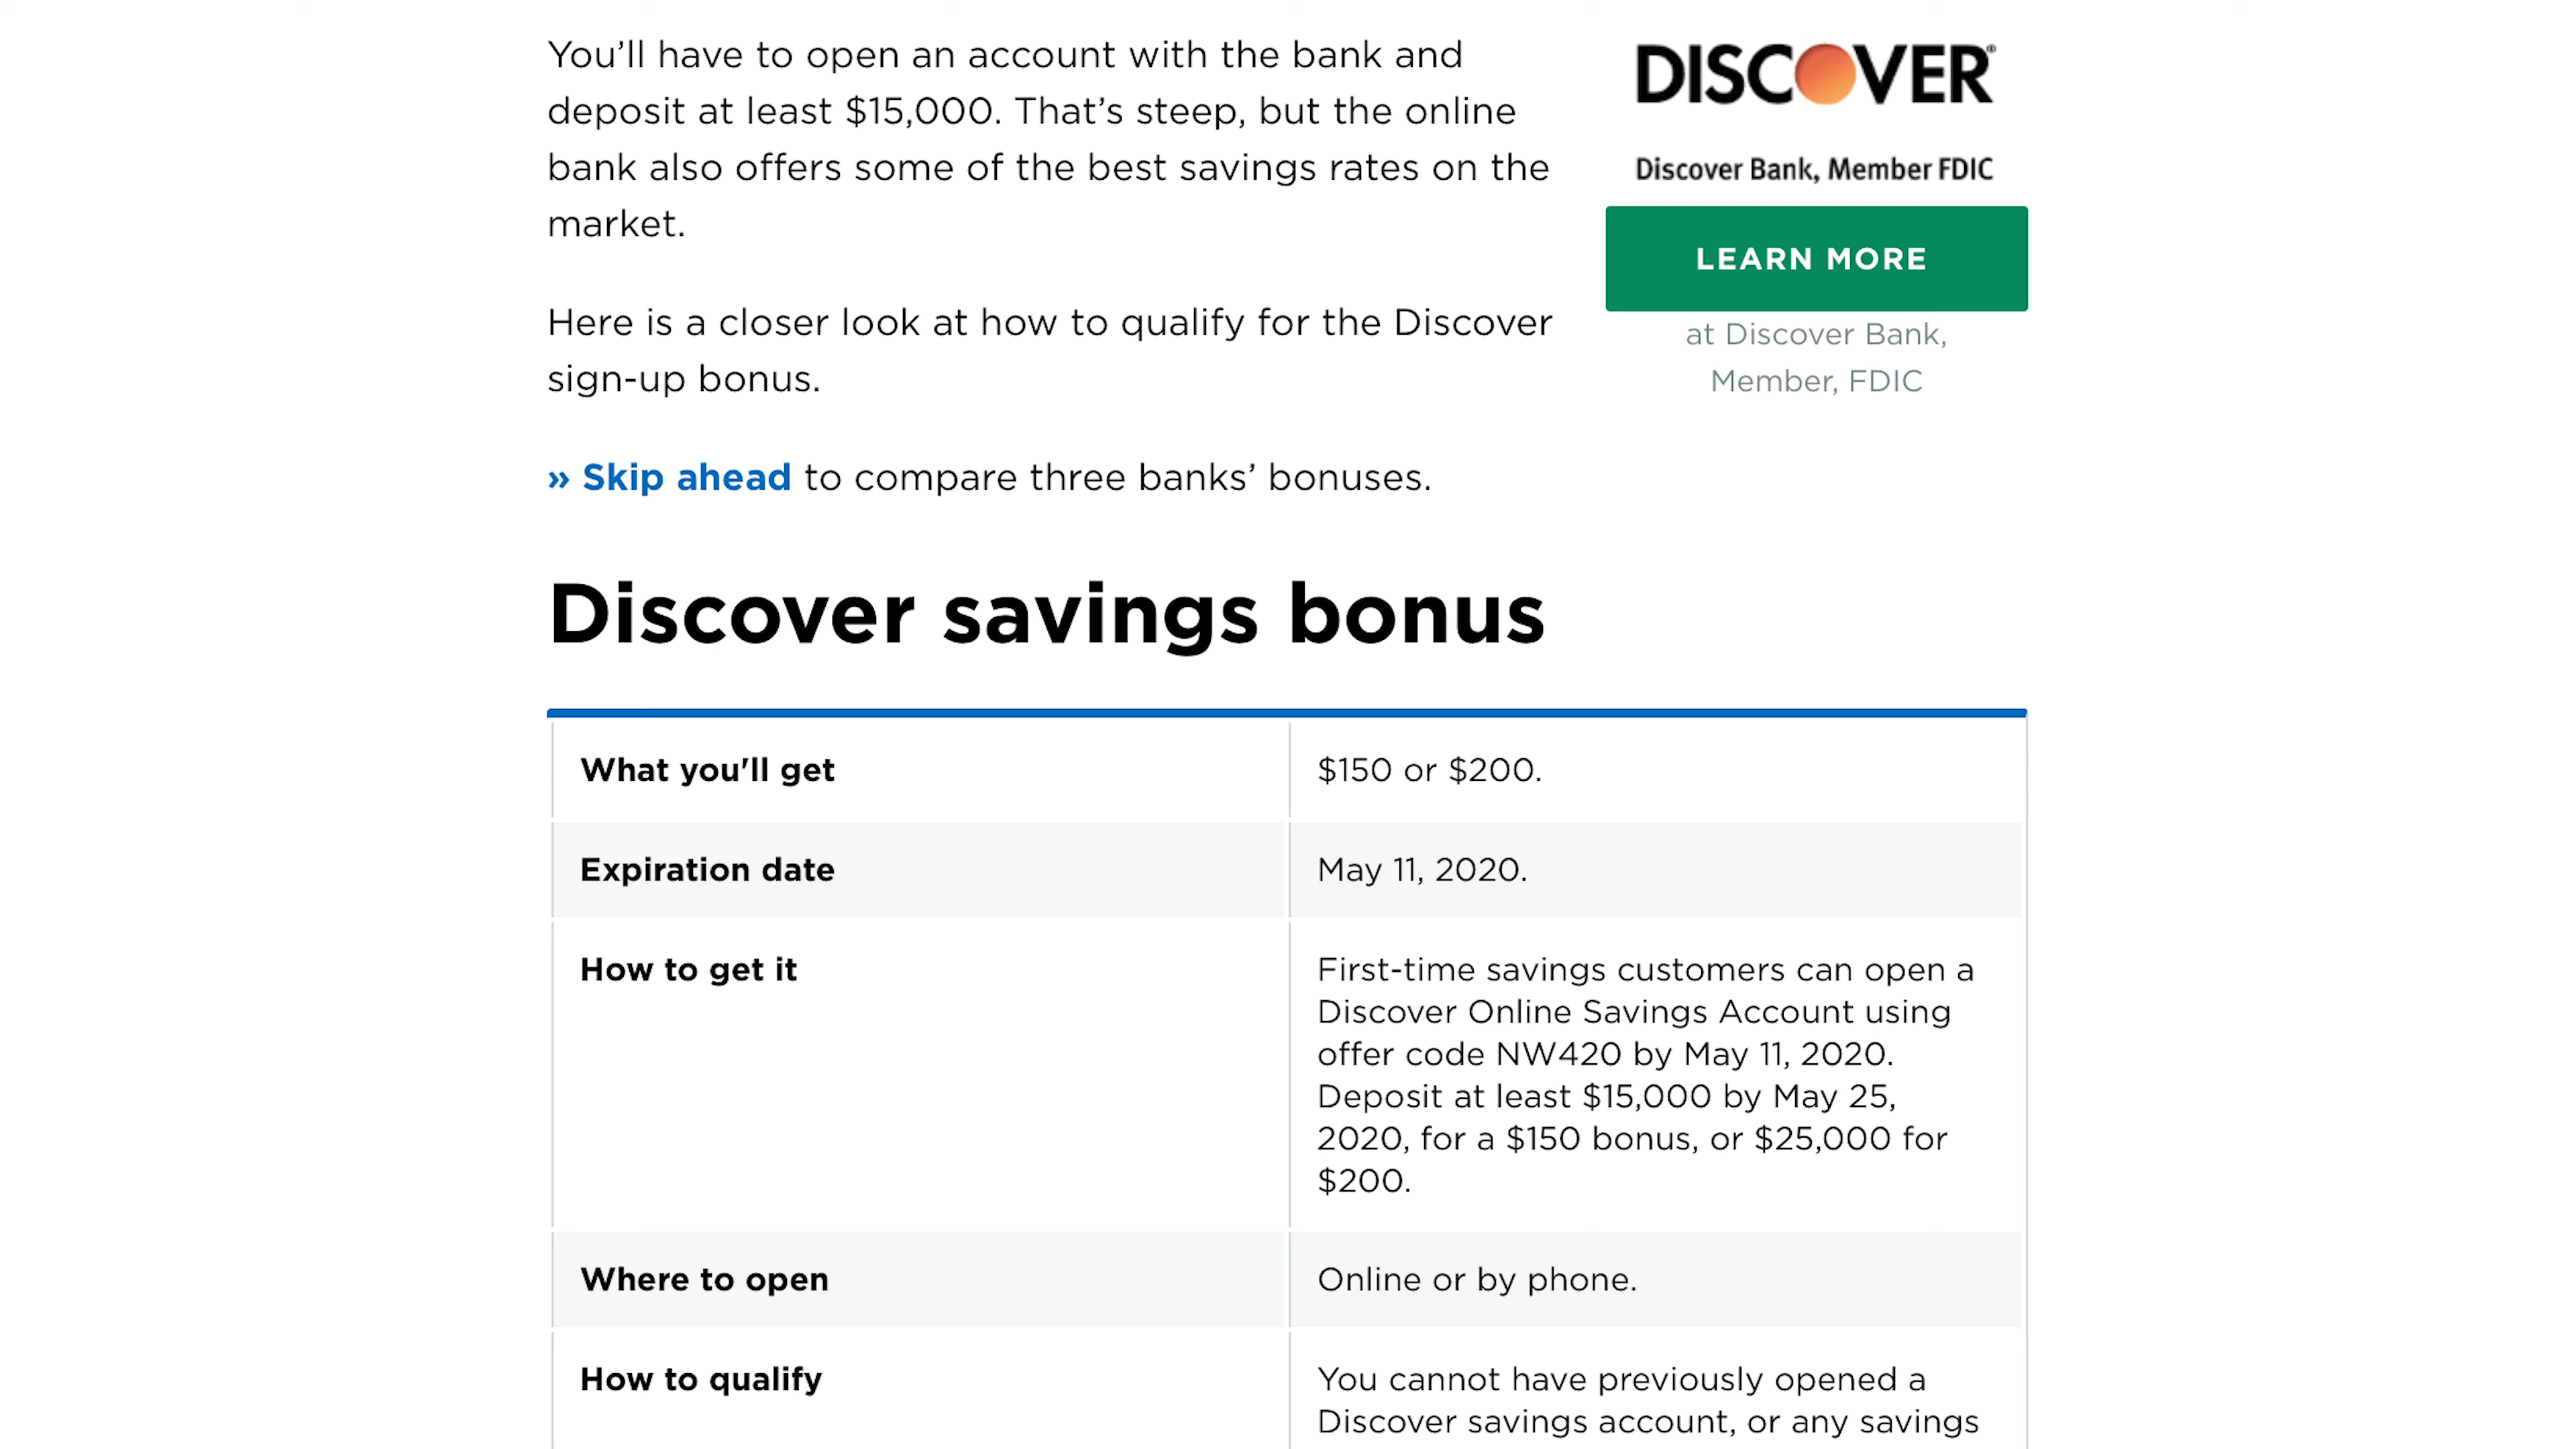 You’ll have to open an account with the bank and
deposit at least $15,000. That’s steep, but the online
bank also offers some of the best savings rates on the
market.
Here is a closer look at how to qualify for the Discover
sign-up bonus.
» Skip ahead to compare three banks’ bonuses.
DISCOVER®
Discover Bank, Member FDIC
LEARN MORE
at Discover Bank,
Member, FDIC
Discover savings bonus
What you'll get
$150 or $200.
Expiration date
May 11, 2020.
How to get it
First-time savings customers can open a
Discover Online Savings Account using
offer code NW420 by May 11, 2020.
Deposit at least $15,000 by May 25,
2020, for a $150 bonus, or $25,000 for
$200.
Where to open
Online or by phone.
How to qualify
You cannot have previously opened a
Discover savings account, or any savings